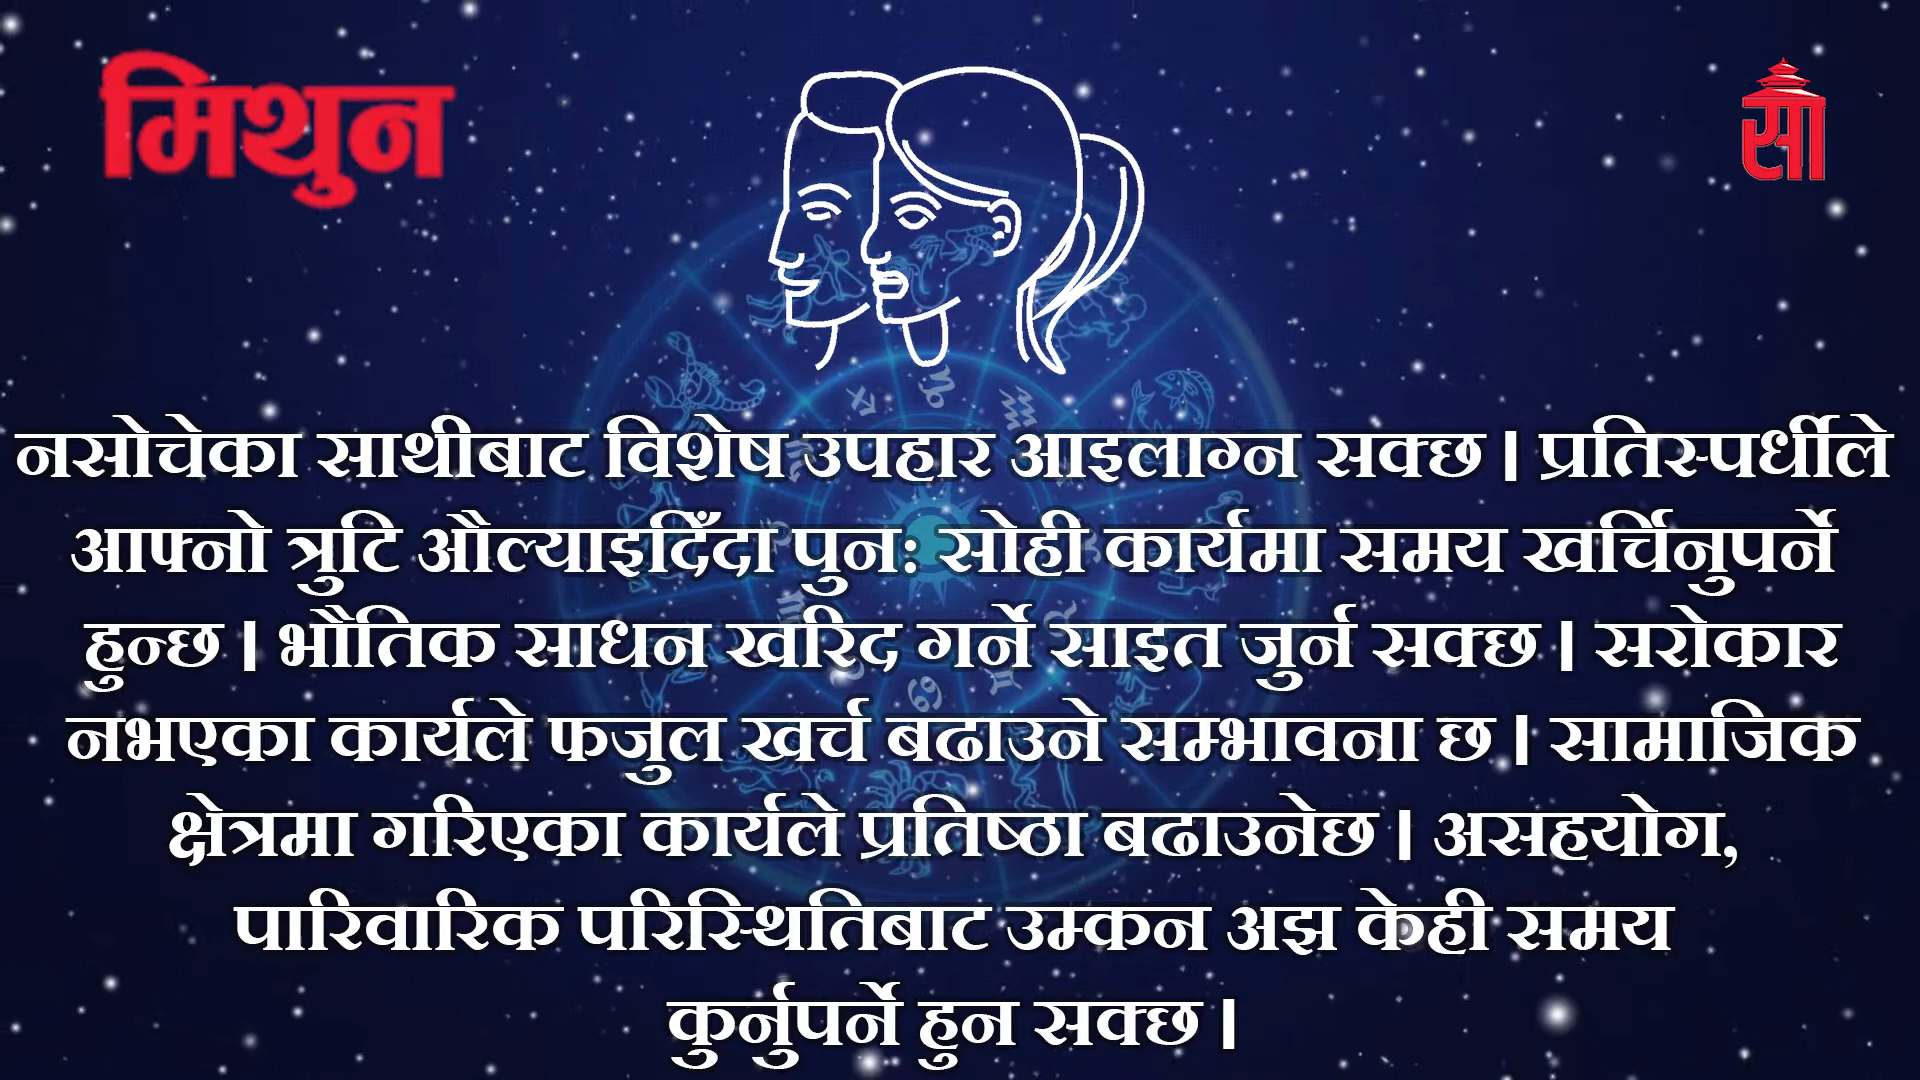 मिथुन
सा
नसोचेका साथीबाट विशेष उपहार आइलाग्न सक्छ । प्रतिस्पर्धीले
आफ्नो त्रुटि औल्याइदिँदा पुन: सोही कार्यमा समय खर्चिनुपर्ने
हुन्छ । भौतिक साधन खरिद गर्ने साइत जुर्न सक्छ । सरोकार
नभएका कार्यले फजुल खर्च बढाउने सम्भावना छ । सामाजिक
क्षेत्रमा गरिएका कार्यले प्रतिष्ठा बढाउनेछ । असहयोग,
पारिवारिक परिस्थितिबाट उम्कन अझ केही समय
कुर्नुपर्ने हुन सक्छ ।